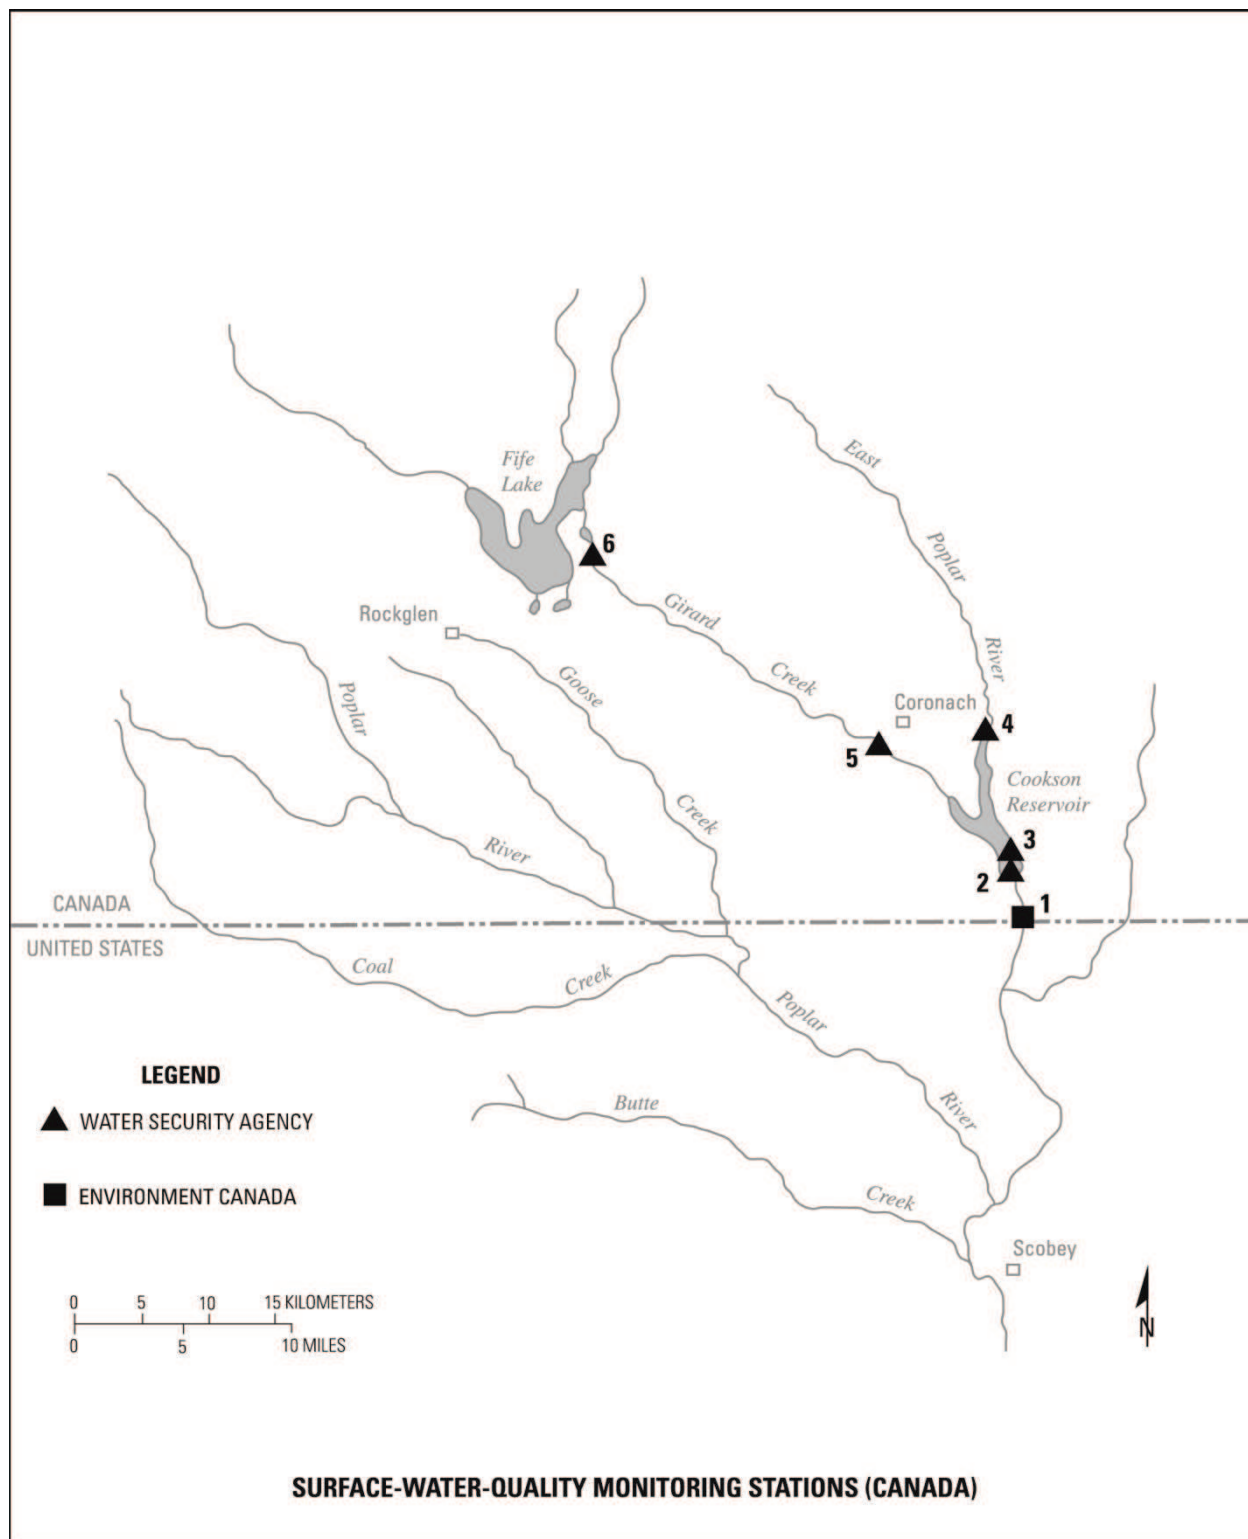 Fife
Lake
East
Poplar
River
6
Girard
Creek
Rockglen
Goose
Creek
Poplar
River
Coronach
4
5
Cookson
Reservoir
3
2
1
CANADA
UNITED STATES
Coal
Creek
Poplar
River
Butte
Creek
Scobey
LEGEND
WATER SECURITY AGENCY
ENVIRONMENT CANADA
0 5 10 15 KILOMETERS
0 5 10 MILES
N
SURFACE-WATER-QUALITY MONITORING STATIONS (CANADA)